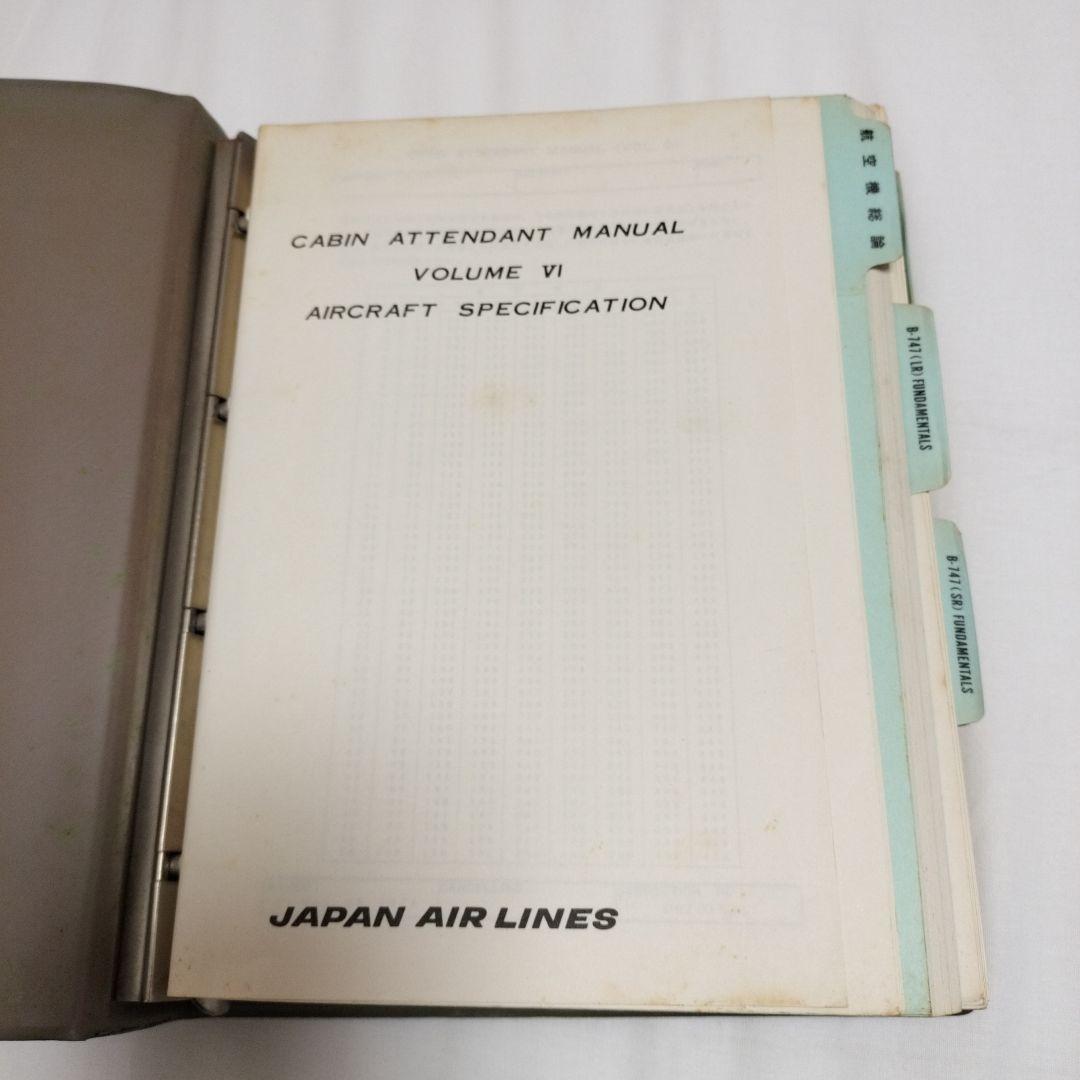 CABIN ATTENDANT MANUAL
VOLUME VI
AIRCRAFT SPECIFICATION
JAPAN AIR LINES
航空機総論
B-747(LR) FUNDAMENTALS
B-747(SR) FUNDAMENTALS